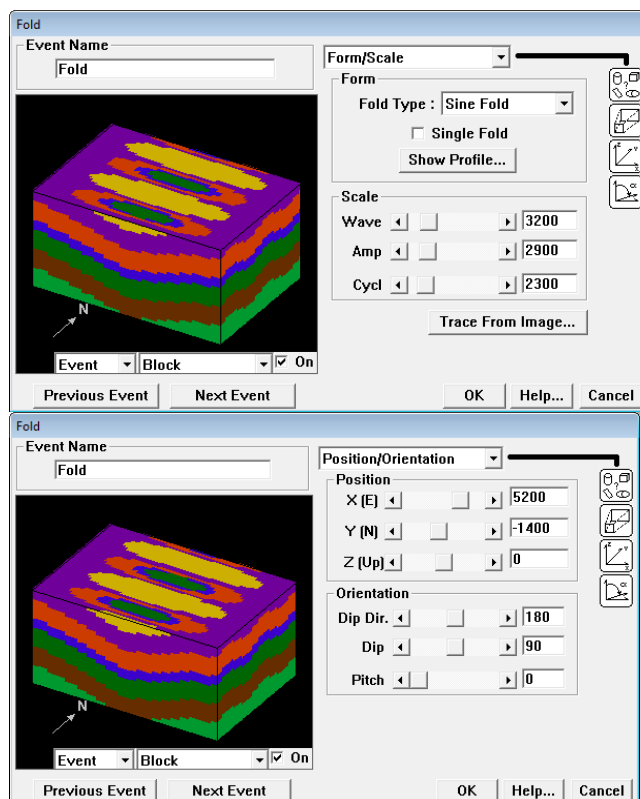 Fold
Event Name
Fold
Form/Scale
Form
Fold Type : Sine Fold
Single Fold
Show Profile...
Scale
Wave 3200
Amp 2900
Cycl 2300
Trace From Image...
N
Event Block On
Previous Event Next Event OK Help... Cancel
Fold
Event Name
Fold
Position/Orientation
Position
X (E) 5200
Y (N) -1400
Z (Up) 0
Orientation
Dip Dir. 180
Dip 90
Pitch 0
N
Event Block On
Previous Event Next Event OK Help... Cancel